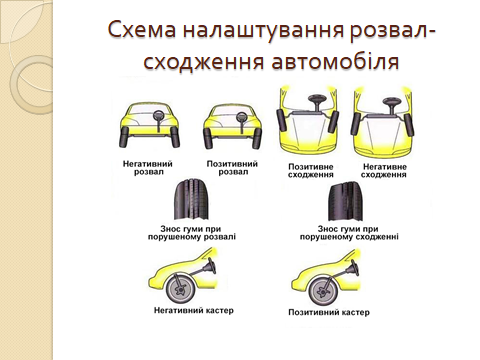 Схема налаштування розвал-
сходження автомобіля
Негативний
розвал
Позитивний
розвал
Позитивне
сходження
Негативне
сходження
Знос гуми при
порушеному розвалі
Знос гуми при
порушеному сходженні
Негативний кастер
Позитивний кастер